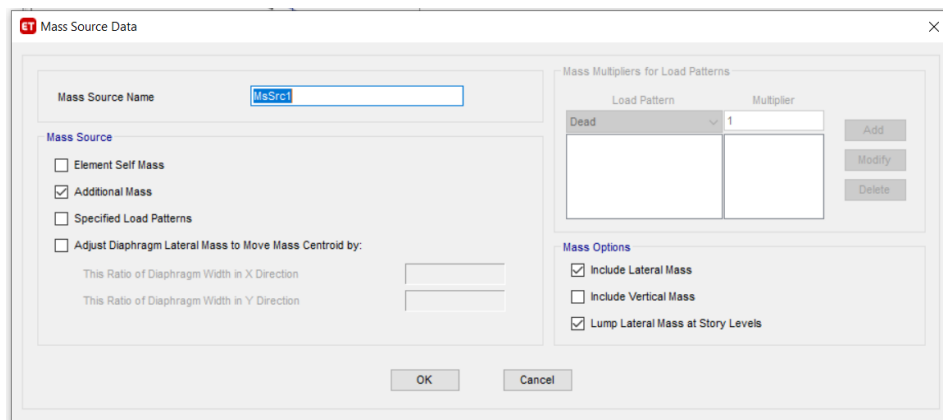 ET Mass Source Data
Mass Source Name
MsSrc1
Mass Source
Element Self Mass
Additional Mass
Specified Load Patterns
Adjust Diaphragm Lateral Mass to Move Mass Centroid by:
This Ratio of Diaphragm Width in X Direction
This Ratio of Diaphragm Width in Y Direction
Mass Multipliers for Load Patterns
Load Pattern Multiplier
Dead 1
Add
Modify
Delete
Mass Options
Include Lateral Mass
Include Vertical Mass
Lump Lateral Mass at Story Levels
OK Cancel